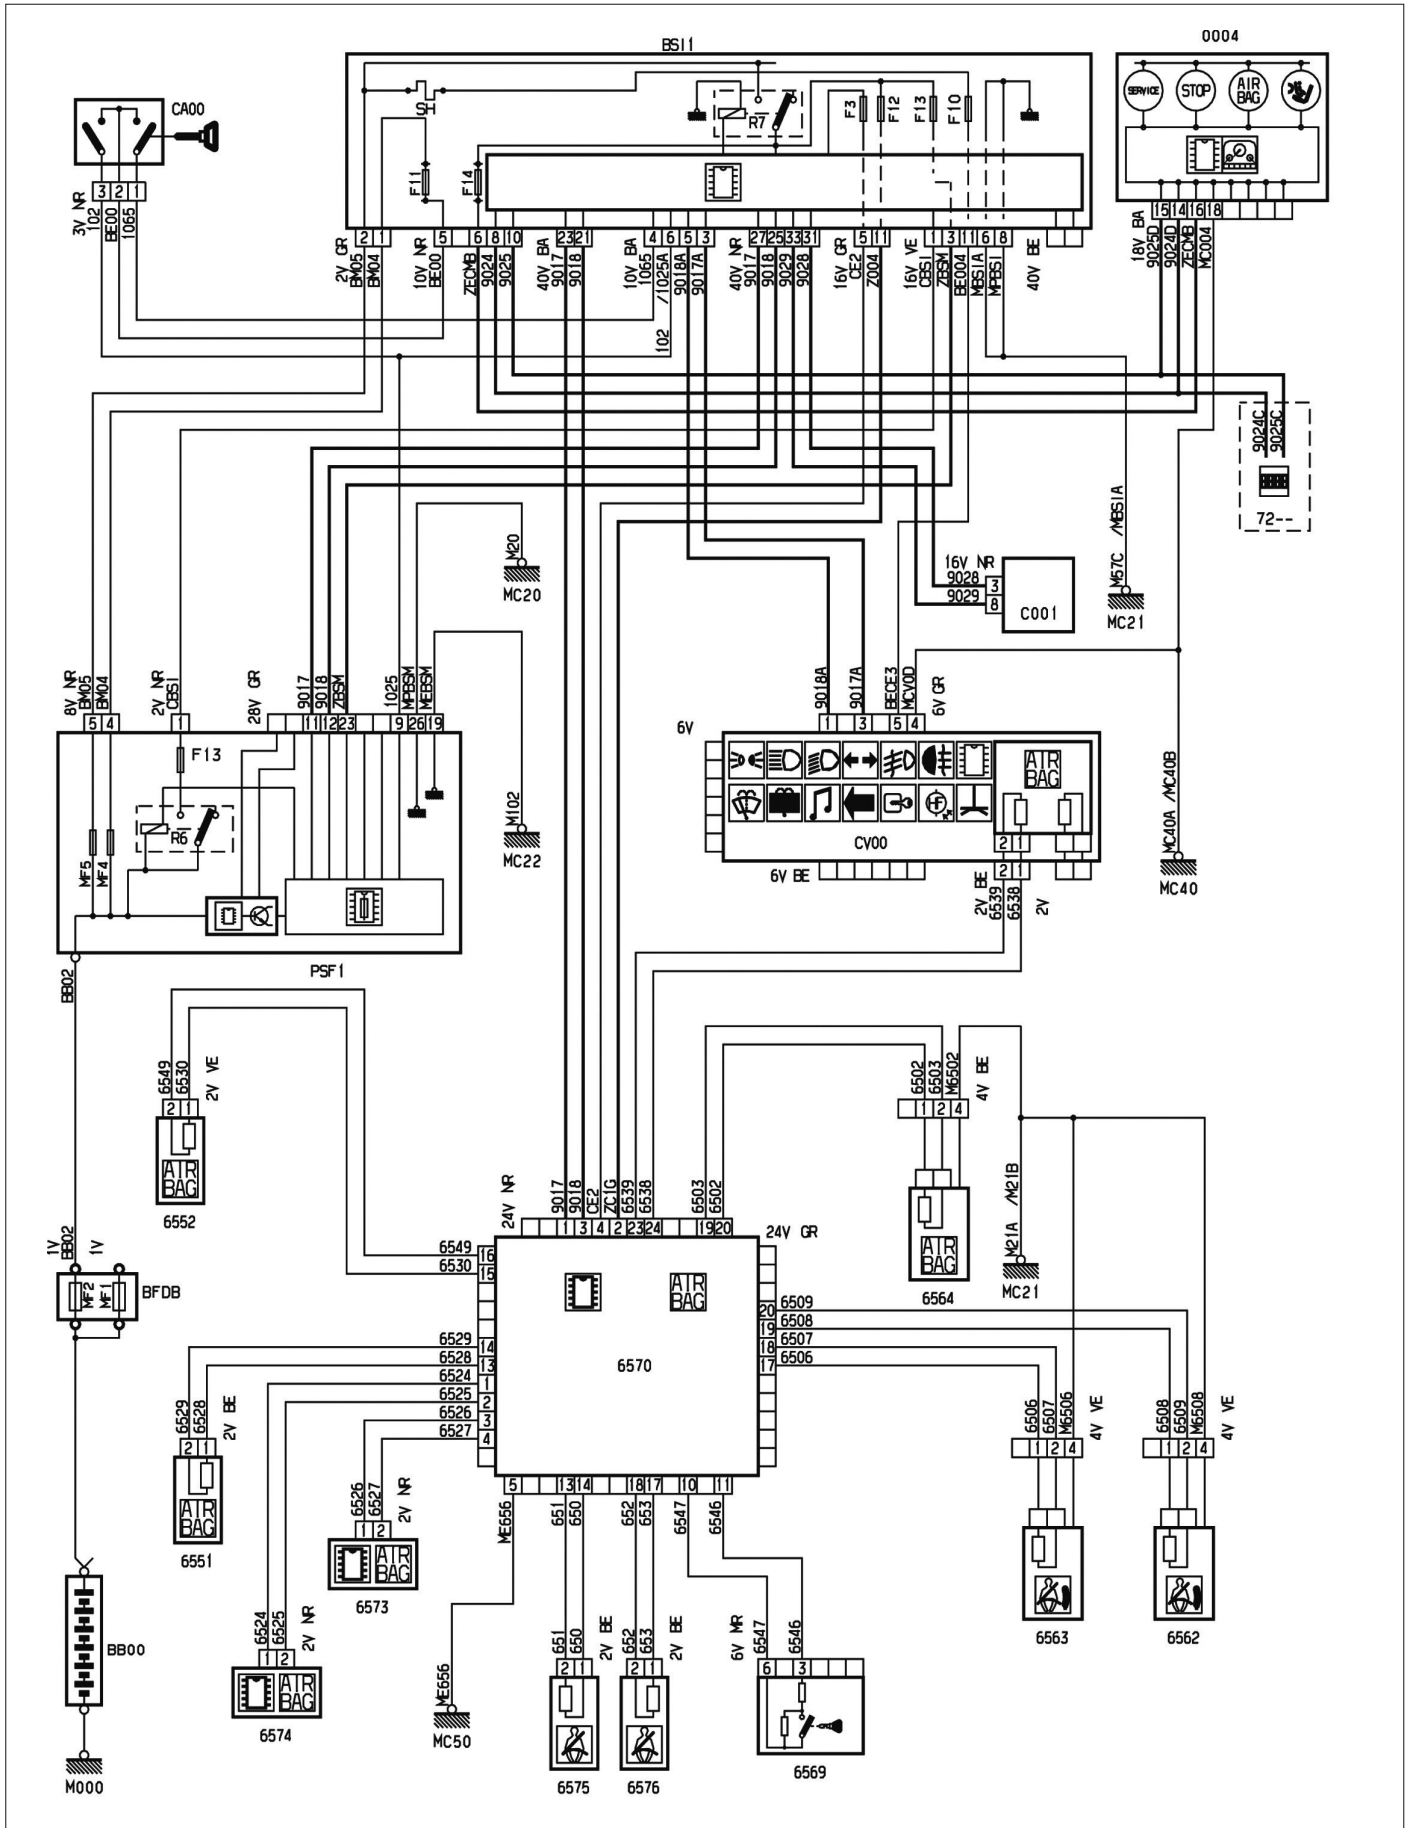 BSI1
0004
CA00
SERVICE
STOP
AIR BAG
SH
R7
F3
F12
F13
F10
F11
F14
3 2 1
3V NR
102
BE00
1065
2 1
5
6 8 10
23 21
4 6 5 3
27 25 33 31
5 11
1 3 11 6 8
15 14 16 18
2V GR
BM05
BM04
10V NR
BE00
ZECMB
9024
9025
40V BA
9017
9018
10V BA
1065
/1025A
9018A
9017A
40V NR
9017
9018
9029
9028
16V GR
CE2
Z004
16V VE
CBSI
ZBSM
BE004
MBSIA
MPBSI
40V BE
18V BA
9025D
9024D
ZECMB
MC004
102
9024C
9025C
72--
M20
MC20
16V NR
9028
9029
3
8
C001
M57C /MBSIA
MC21
8V NR
BM05
BM04
2V NR
CBSI
28V GR
9017
9018
ZBSM
1025
MPBSM
MEBSM
5 4
1
11 12 23
9 26 19
F13
R6
MF5
MF4
PSF1
M102
MC22
9018A
9017A
BECE3
MCV0D
6V GR
6V
1 3 5 4
AIR BAG
CV00
2 1
6V BE
2 1
2V BE
6539
6538
2V
MC40A /MC40B
MC40
BB02
6549
6530
2V VE
2 1
AIR BAG
6552
6502
6503
M6502
4V BE
1 2 4
AIR BAG
6564
M21A /M21B
MC21
24V NR
9017
9018
CE2
ZC1G
6539
6538
6503
6502
24V GR
1 3 4 2 23 24
19 20
1V
BB02
1V
MF2
MF1
BFDB
6549
6530
16
15
AIR BAG
6570
6529
6528
6524
6525
6526
6527
14
13
1
2
3
4
20
19
18
17
6509
6508
6507
6506
6529
6528
2V BE
2 1
AIR BAG
6551
5
13 14
18 17
10
11
ME656
651
650
652
653
6547
6546
6526
6527
2V NR
1 2
AIR BAG
6573
6506
6507
M6506
4V VE
1 2 4
6563
6508
6509
M6508
4V VE
1 2 4
6562
BB00
M000
6524
6525
2V NR
1 2
AIR BAG
6574
ME656
MC50
651
650
2V BE
2 1
6575
652
653
2V BE
2 1
6576
6V MR
6547
6546
6 3
6569